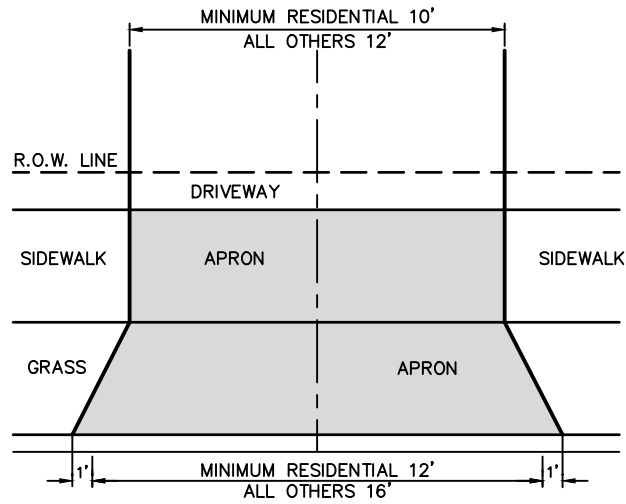 MINIMUM RESIDENTIAL 10'
ALL OTHERS 12'
R.O.W. LINE
DRIVEWAY
SIDEWALK
APRON
SIDEWALK
GRASS
APRON
1'
MINIMUM RESIDENTIAL 12'
1'
ALL OTHERS 16'